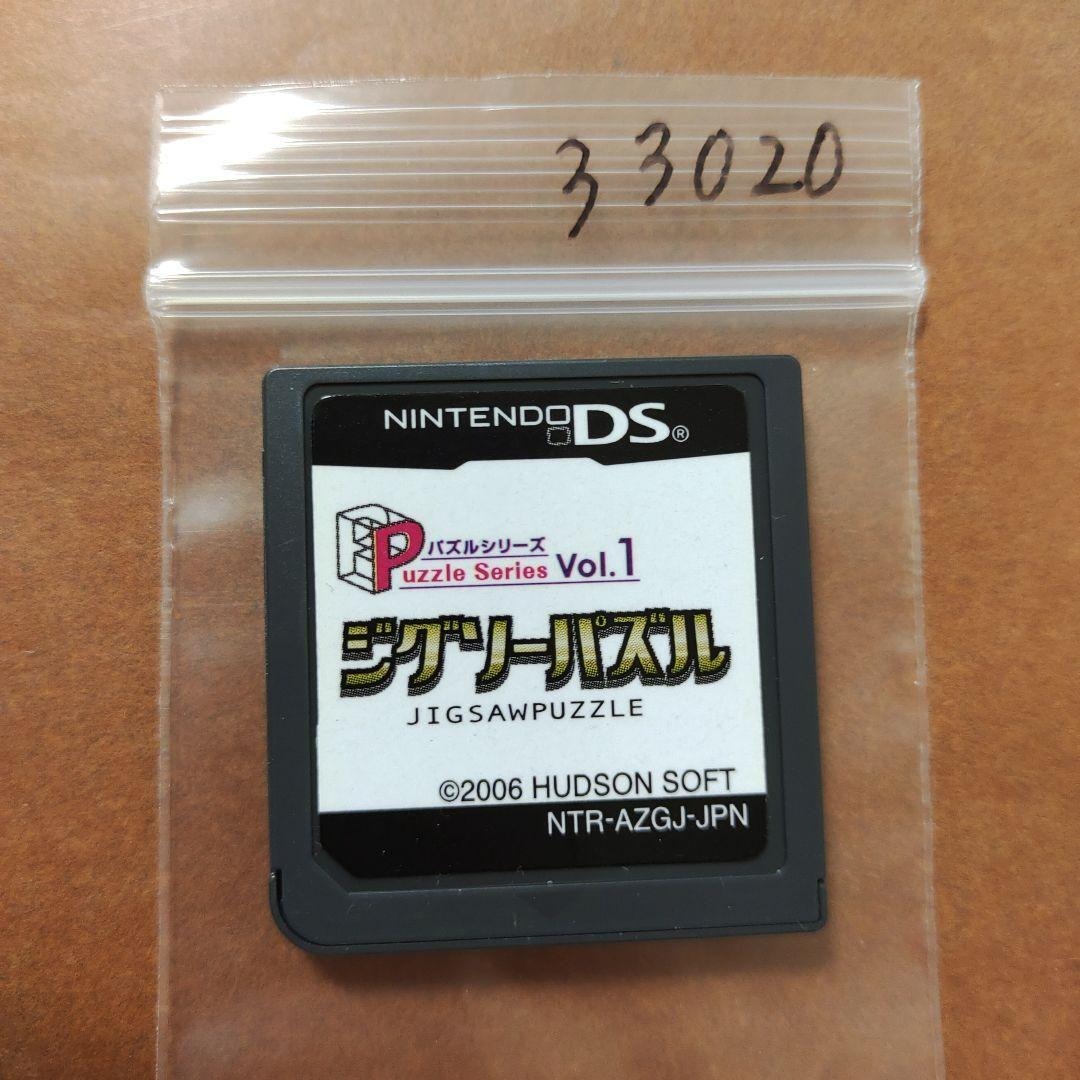 33020
NINTENDO DS®
パズルシリーズ
Puzzle Series Vol.1
ジグソーパズル
JIGSAWPUZZLE
©2006 HUDSON SOFT
NTR-AZGJ-JPN